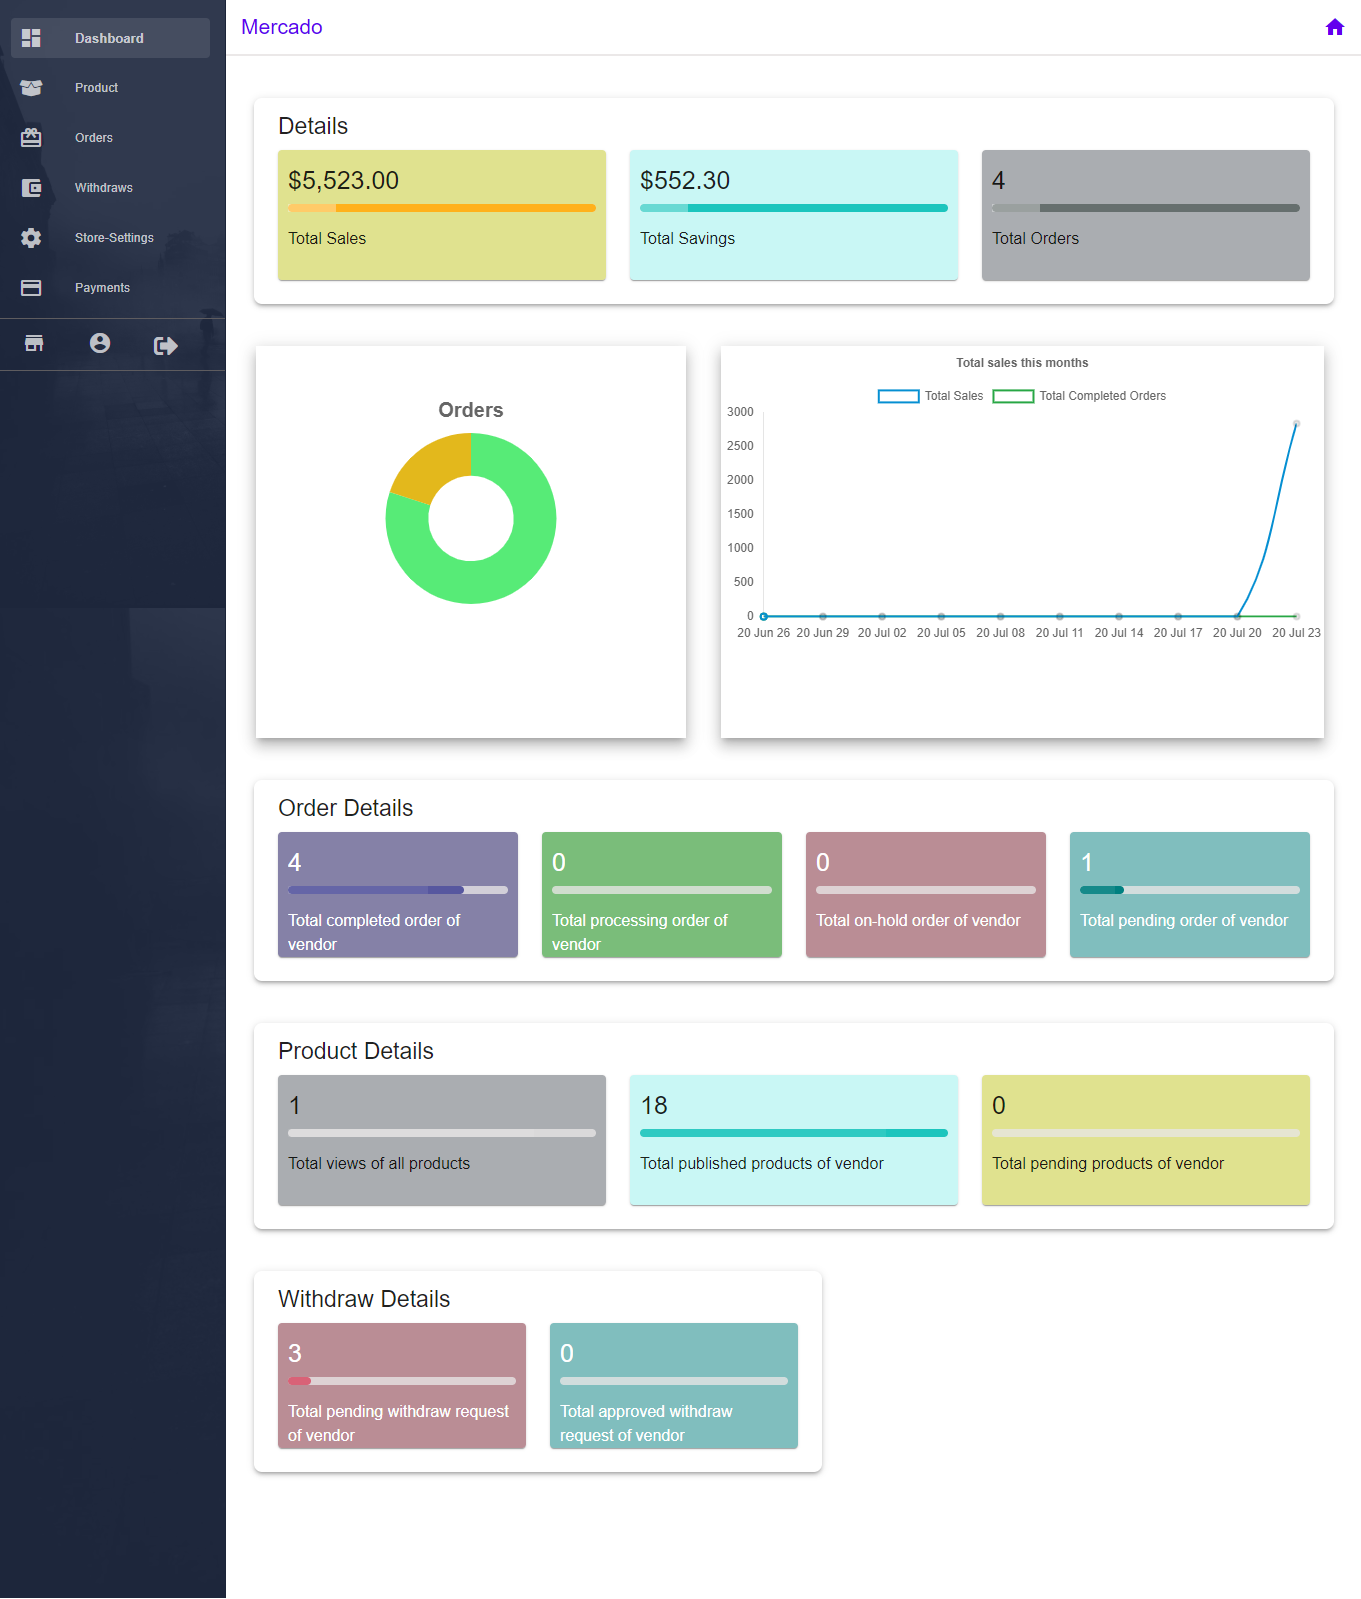 Dashboard
Product
Orders
Withdraws
Store-Settings
Payments
Mercado
Details
$5,523.00
Total Sales
$552.30
Total Savings
4
Total Orders
Orders
Total sales this months
Total Sales Total Completed Orders
3000
2500
2000
1500
1000
500
0
20 Jun 26 20 Jun 29 20 Jul 02 20 Jul 05 20 Jul 08 20 Jul 11 20 Jul 14 20 Jul 17 20 Jul 20 20 Jul 23
Order Details
4
Total completed order of
vendor
0
Total processing order of
vendor
0
Total on-hold order of vendor
1
Total pending order of vendor
Product Details
1
Total views of all products
18
Total published products of vendor
0
Total pending products of vendor
Withdraw Details
3
Total pending withdraw request
of vendor
0
Total approved withdraw
request of vendor